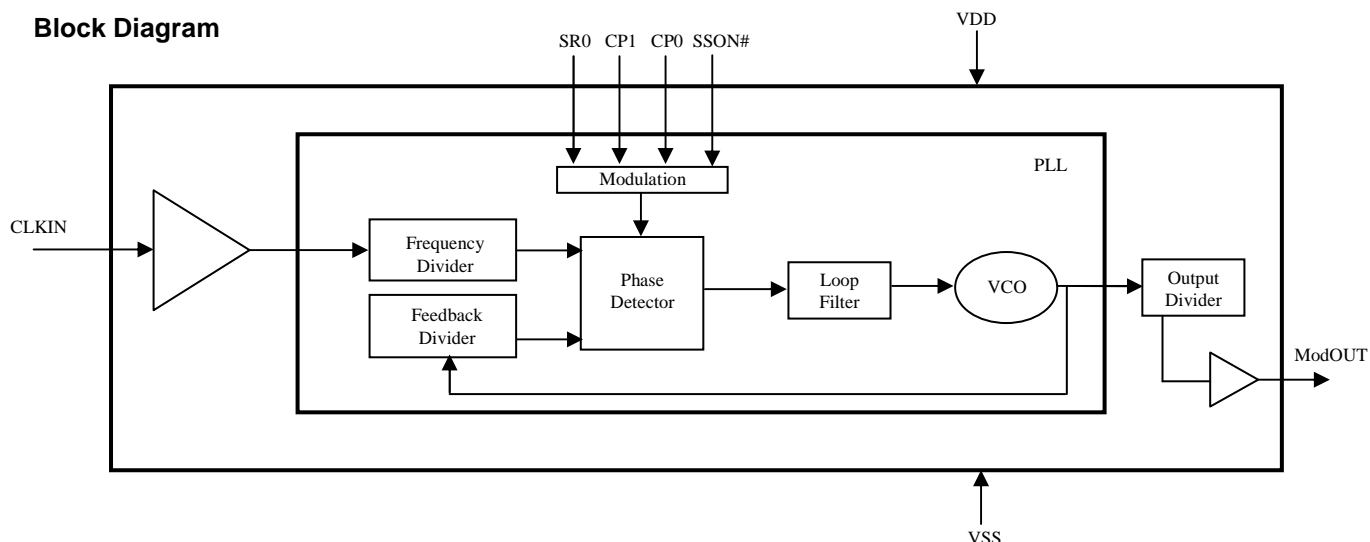 Block Diagram
VDD
SR0 CP1 CP0 SSON#
Modulation
PLL
CLKIN
Frequency
Divider
Phase
Detector
Loop
Filter
VCO
Output
Divider
Feedback
Divider
ModOUT
VSS